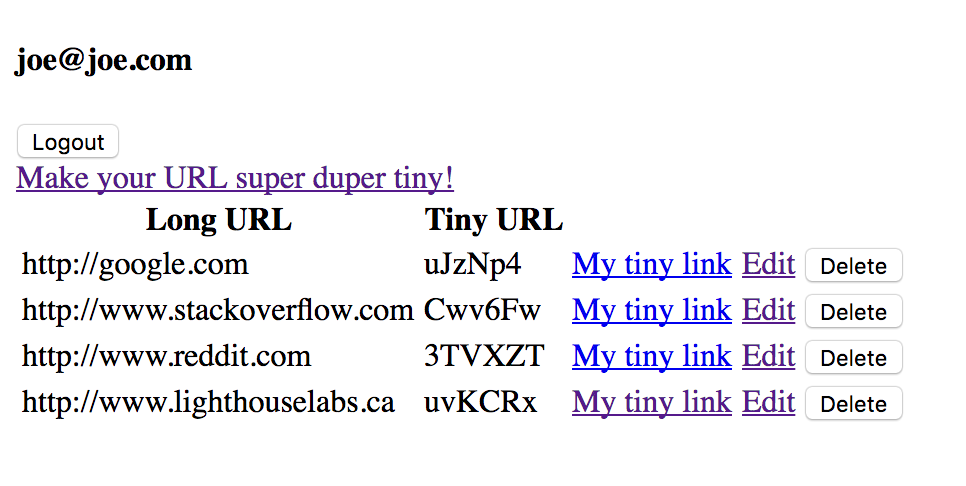 joe@joe.com
Logout
Make your URL super duper tiny!
Long URL Tiny URL
http://google.com uJzNp4 My tiny link Edit Delete
http://www.stackoverflow.com Cwv6Fw My tiny link Edit Delete
http://www.reddit.com 3TVXZT My tiny link Edit Delete
http://www.lighthouselabs.ca uvKCRx My tiny link Edit Delete